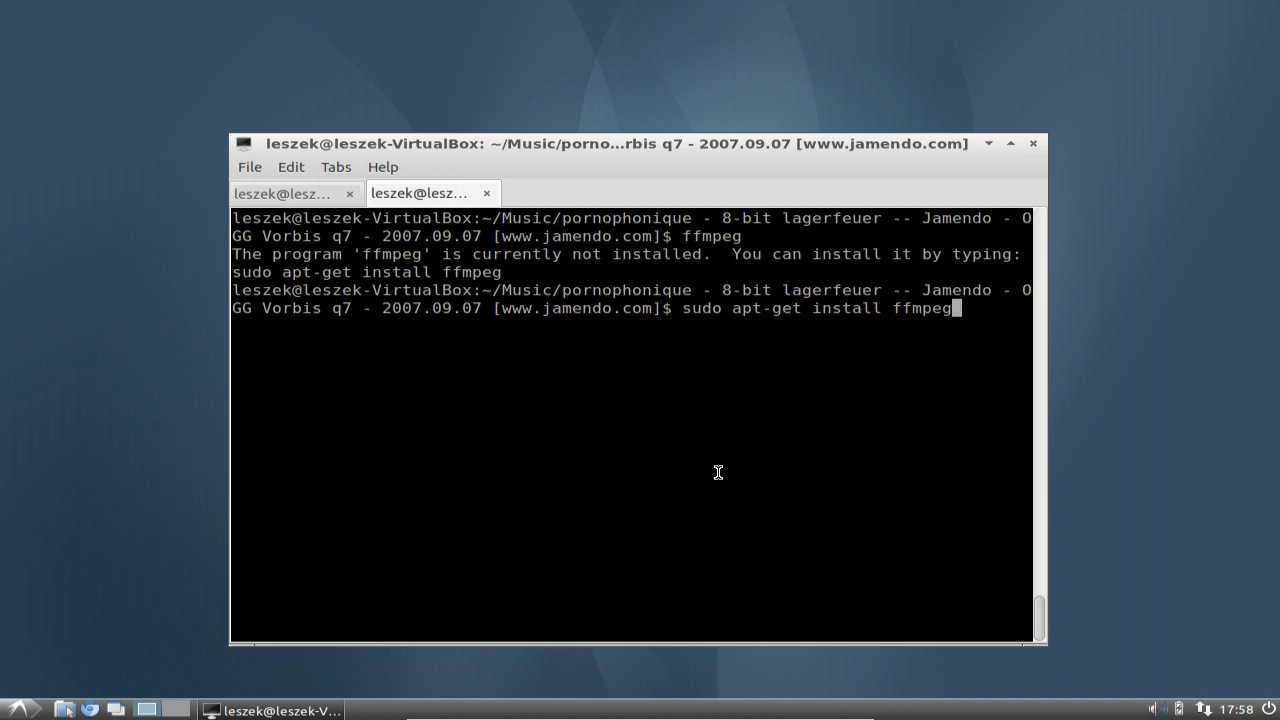 leszek@leszek-VirtualBox: ~/Music/porno...rbis q7 - 2007.09.07 [www.jamendo.com]
File Edit Tabs Help
leszek@lesz... leszek@lesz...
leszek@leszek-VirtualBox:~/Music/pornophonique - 8-bit lagerfeuer -- Jamendo - O
GG Vorbis q7 - 2007.09.07 [www.jamendo.com]$ ffmpeg
The program 'ffmpeg' is currently not installed.  You can install it by typing:
sudo apt-get install ffmpeg
leszek@leszek-VirtualBox:~/Music/pornophonique - 8-bit lagerfeuer -- Jamendo - O
GG Vorbis q7 - 2007.09.07 [www.jamendo.com]$ sudo apt-get install ffmpeg
leszek@leszek-V... 17:58